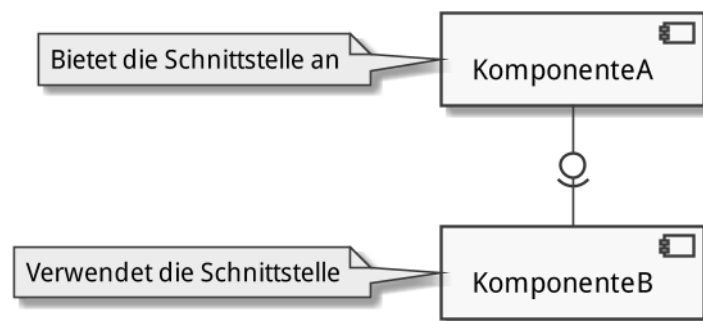 Bietet die Schnittstelle an
KomponenteA
Verwendet die Schnittstelle
KomponenteB